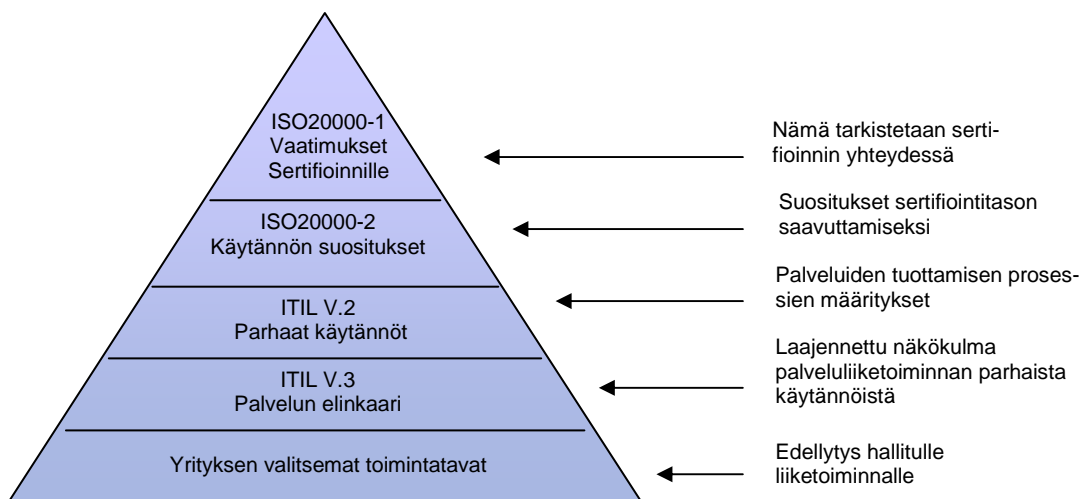 ISO20000-1
Vaatimukset
Sertifioinnille
Nämä tarkistetaan serti-
fioinnin yhteydessä
ISO20000-2
Käytännön suositukset
Suositukset sertifiointitason
saavuttamiseksi
ITIL V.2
Parhaat käytännöt
Palveluiden tuottamisen proses-
sien määritykset
ITIL V.3
Palvelun elinkaari
Laajennettu näkökulma
palveluliiketoiminnan parhaista
käytännöistä
Yrityksen valitsemat toimintatavat
Edellytys hallitulle
liiketoiminnalle